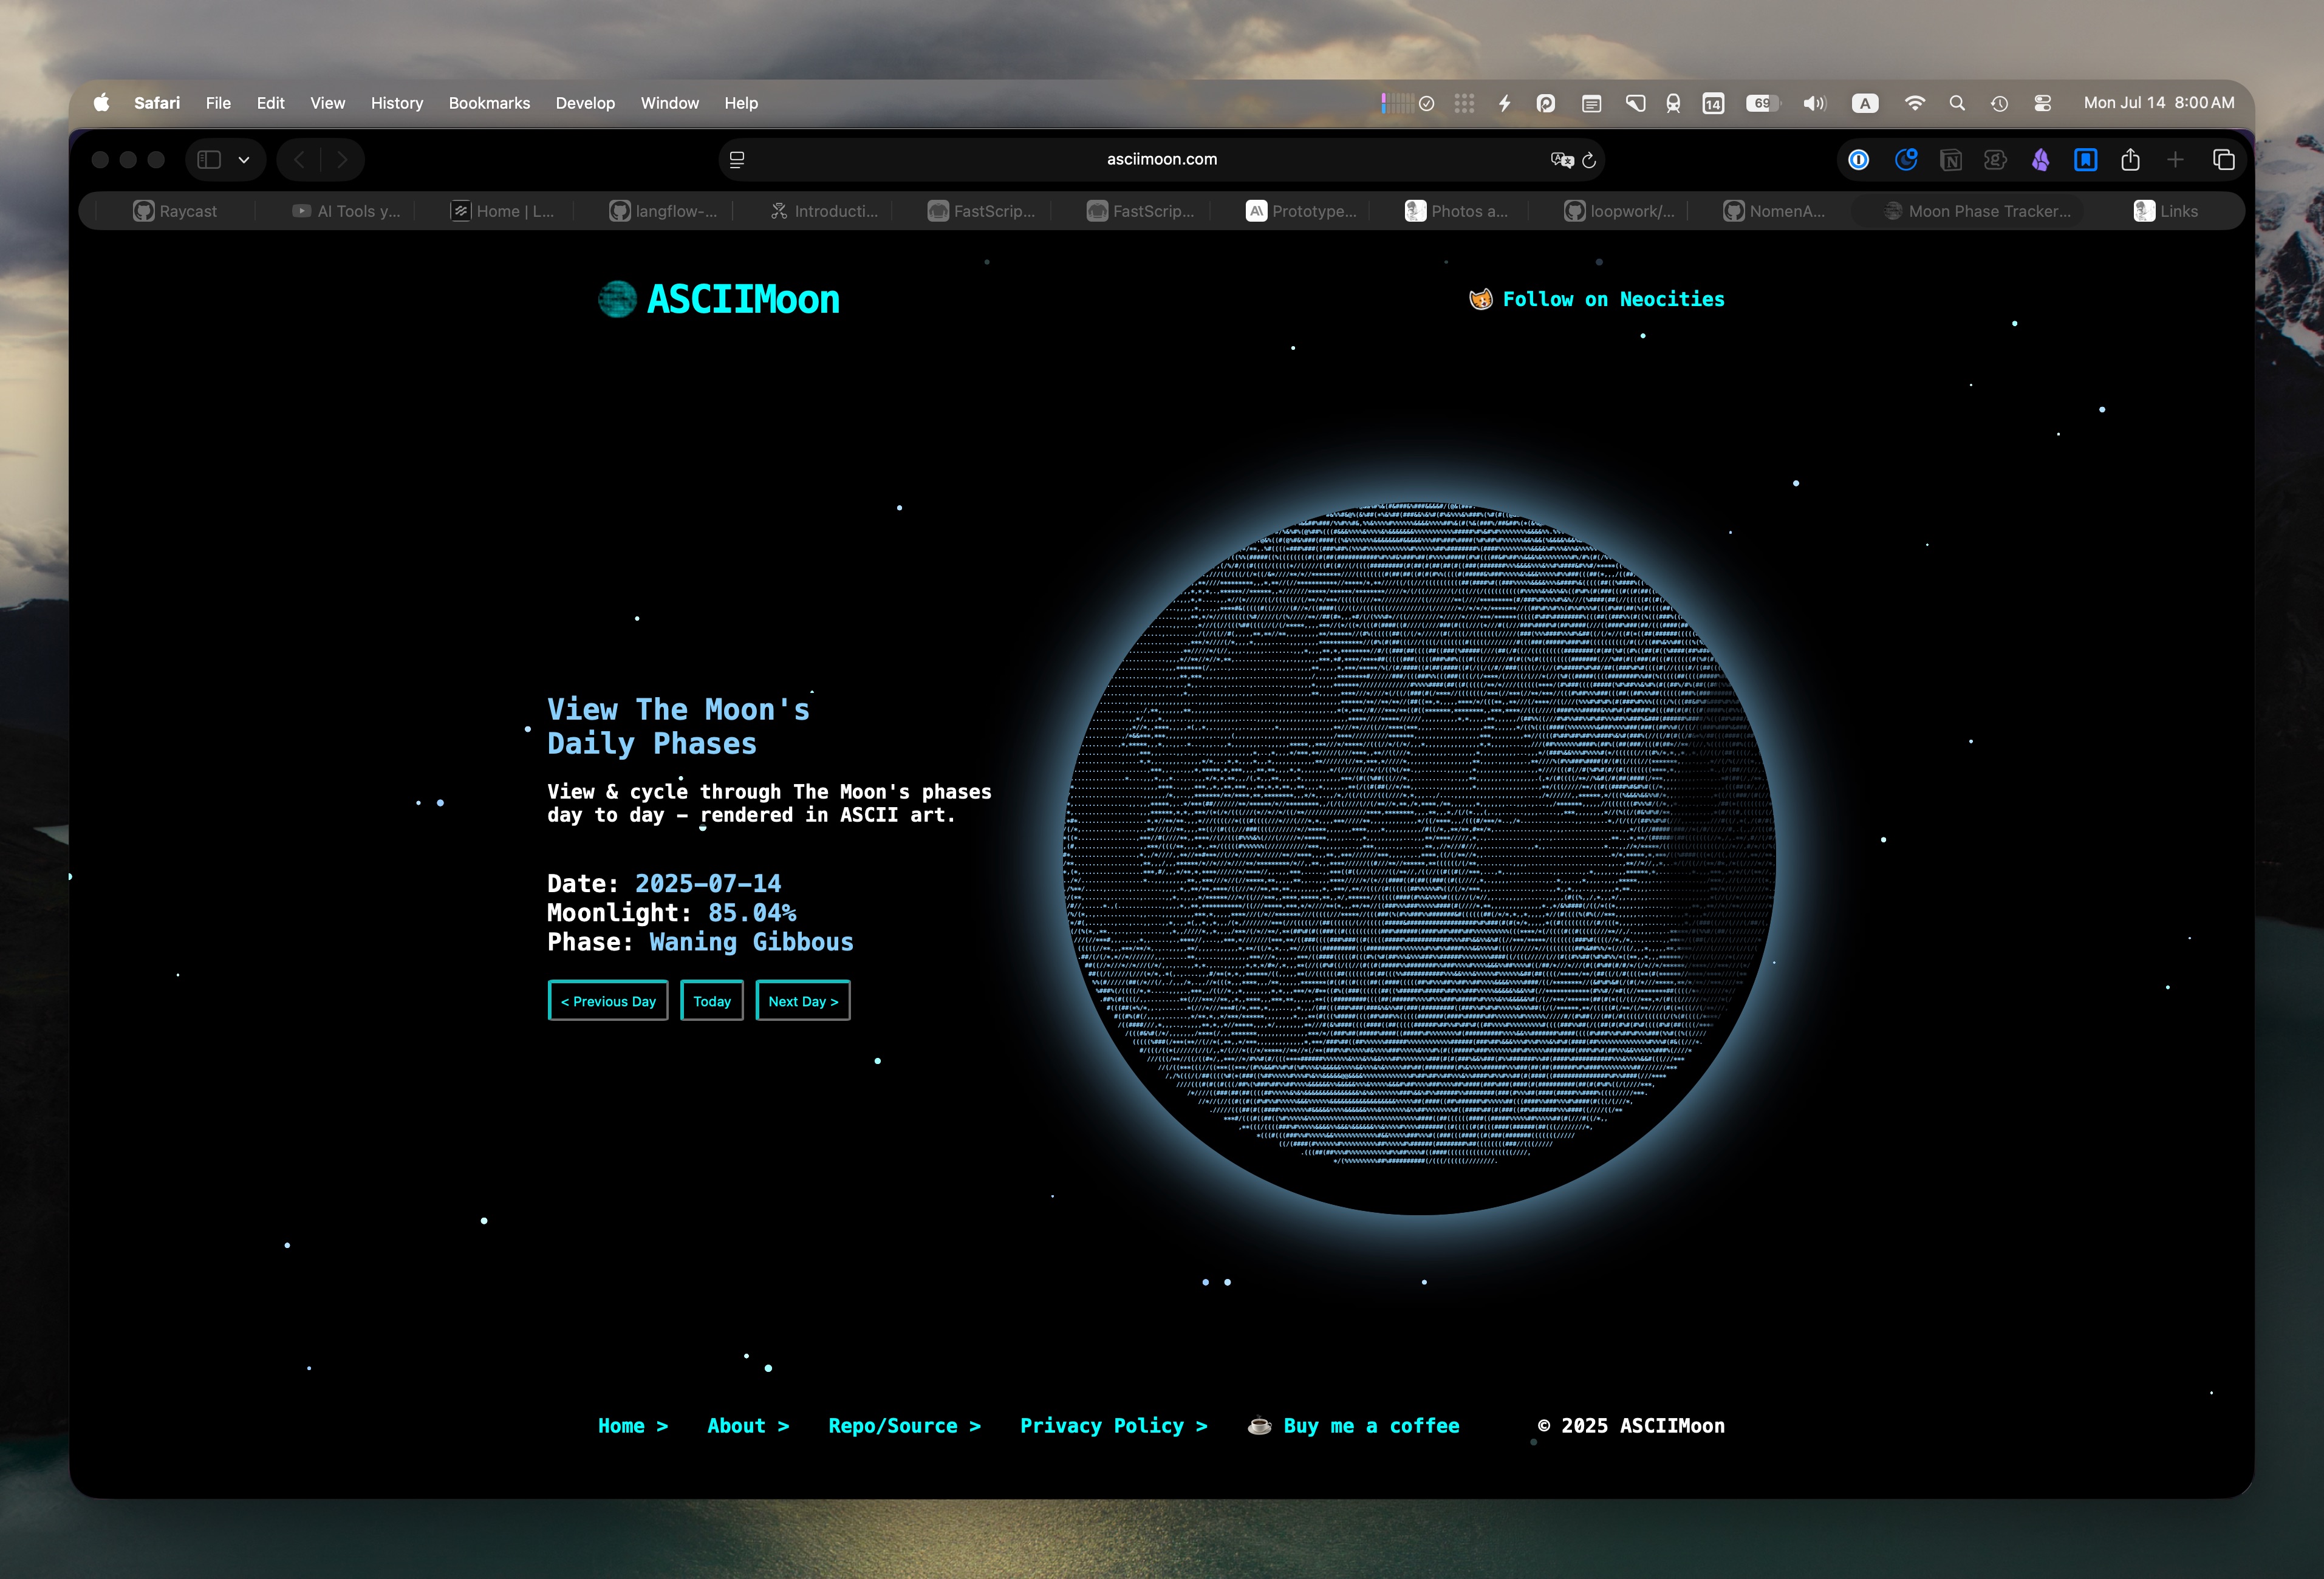 Safari File Edit View History Bookmarks Develop Window Help 14 69 A Mon Jul 14 8:00 AM
asciimoon.com
Raycast AI Tools y... Home | L... langflow-... Introducti... FastScrip... FastScrip... Prototype... Photos a... loopwork/... NomenA... Moon Phase Tracker... Links
ASCIIMoon
Follow on Neocities
View The Moon's
Daily Phases
View & cycle through The Moon's phases
day to day – rendered in ASCII art.
Date: 2025-07-14
Moonlight: 85.04%
Phase: Waning Gibbous
< Previous Day Today Next Day >
Home > About > Repo/Source > Privacy Policy > Buy me a coffee © 2025 ASCIIMoon